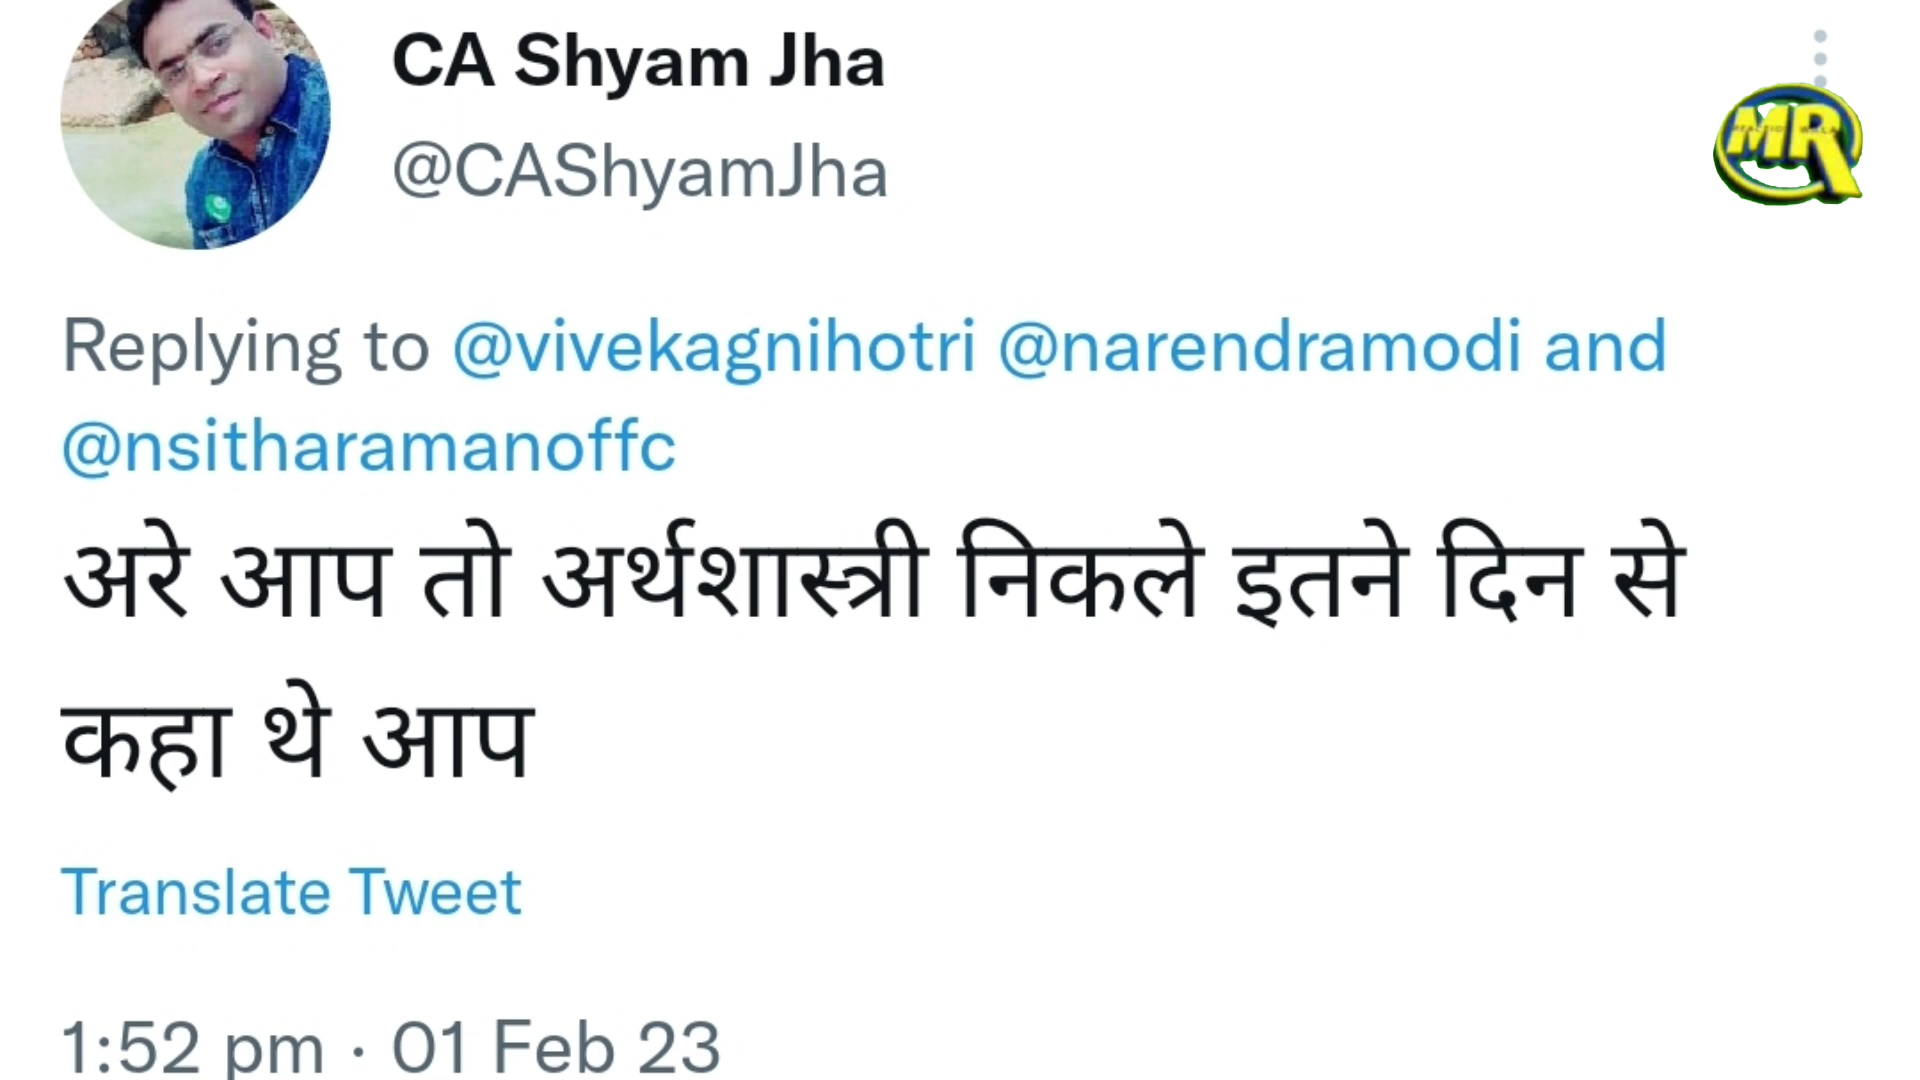 CA Shyam Jha
@CAShyamJha
MR
Replying to @vivekagnihotri @narendramodi and
@nsitharamanoffc
अरे आप तो अर्थशास्त्री निकले इतने दिन से
कहा थे आप
Translate Tweet
1:52 pm · 01 Feb 23